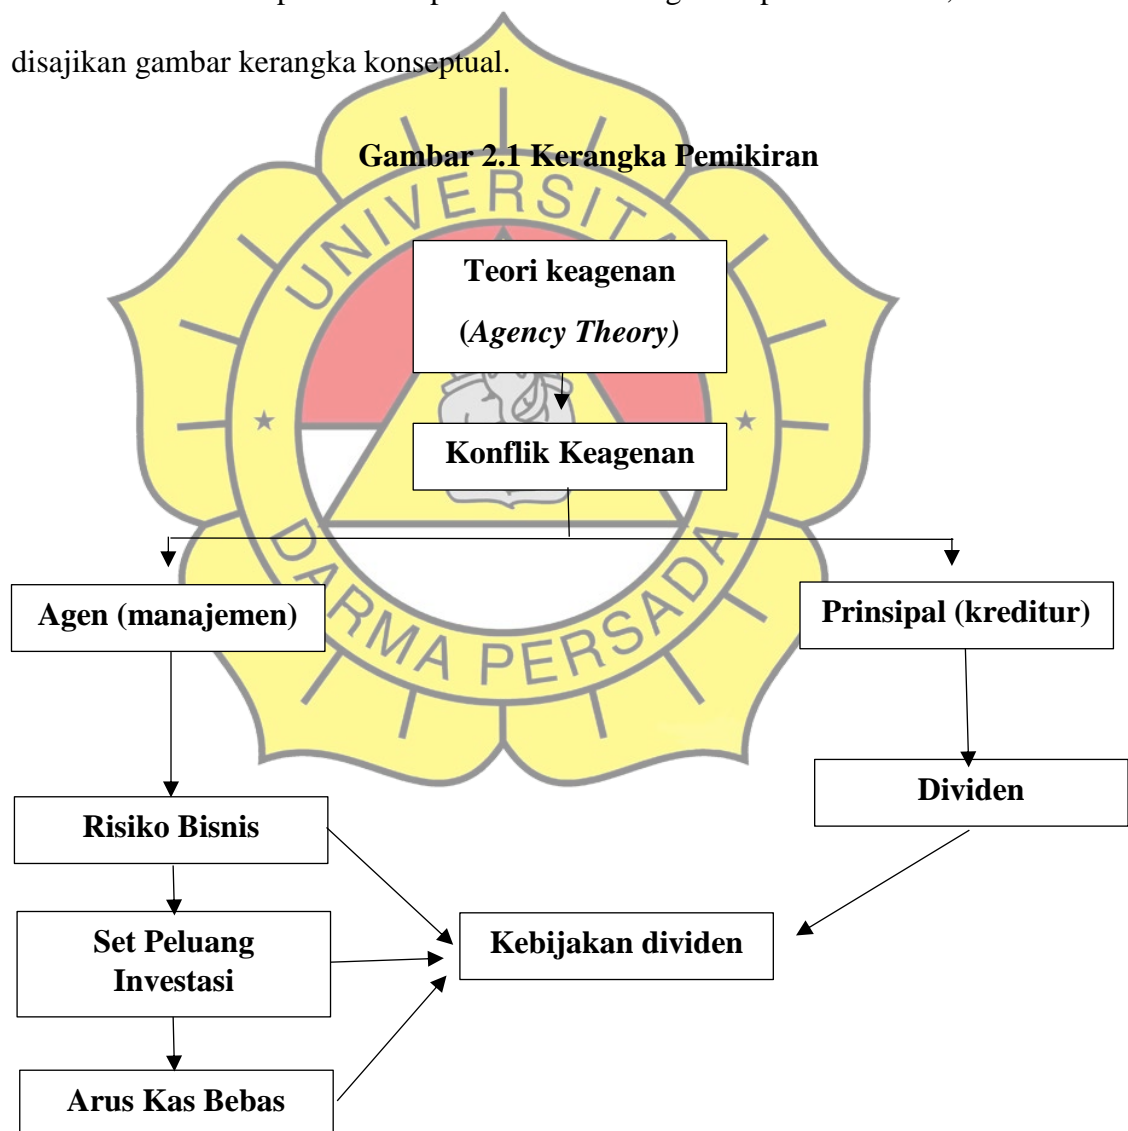 disajikan gambar kerangka konseptual.
Gambar 2.1 Kerangka Pemikiran
UNIVERSITA
Teori keagenan
(Agency Theory)
Konflik Keagenan
DARMA PERSADA
Agen (manajemen)
Prinsipal (kreditur)
Dividen
Risiko Bisnis
Set Peluang
Investasi
Kebijakan dividen
Arus Kas Bebas